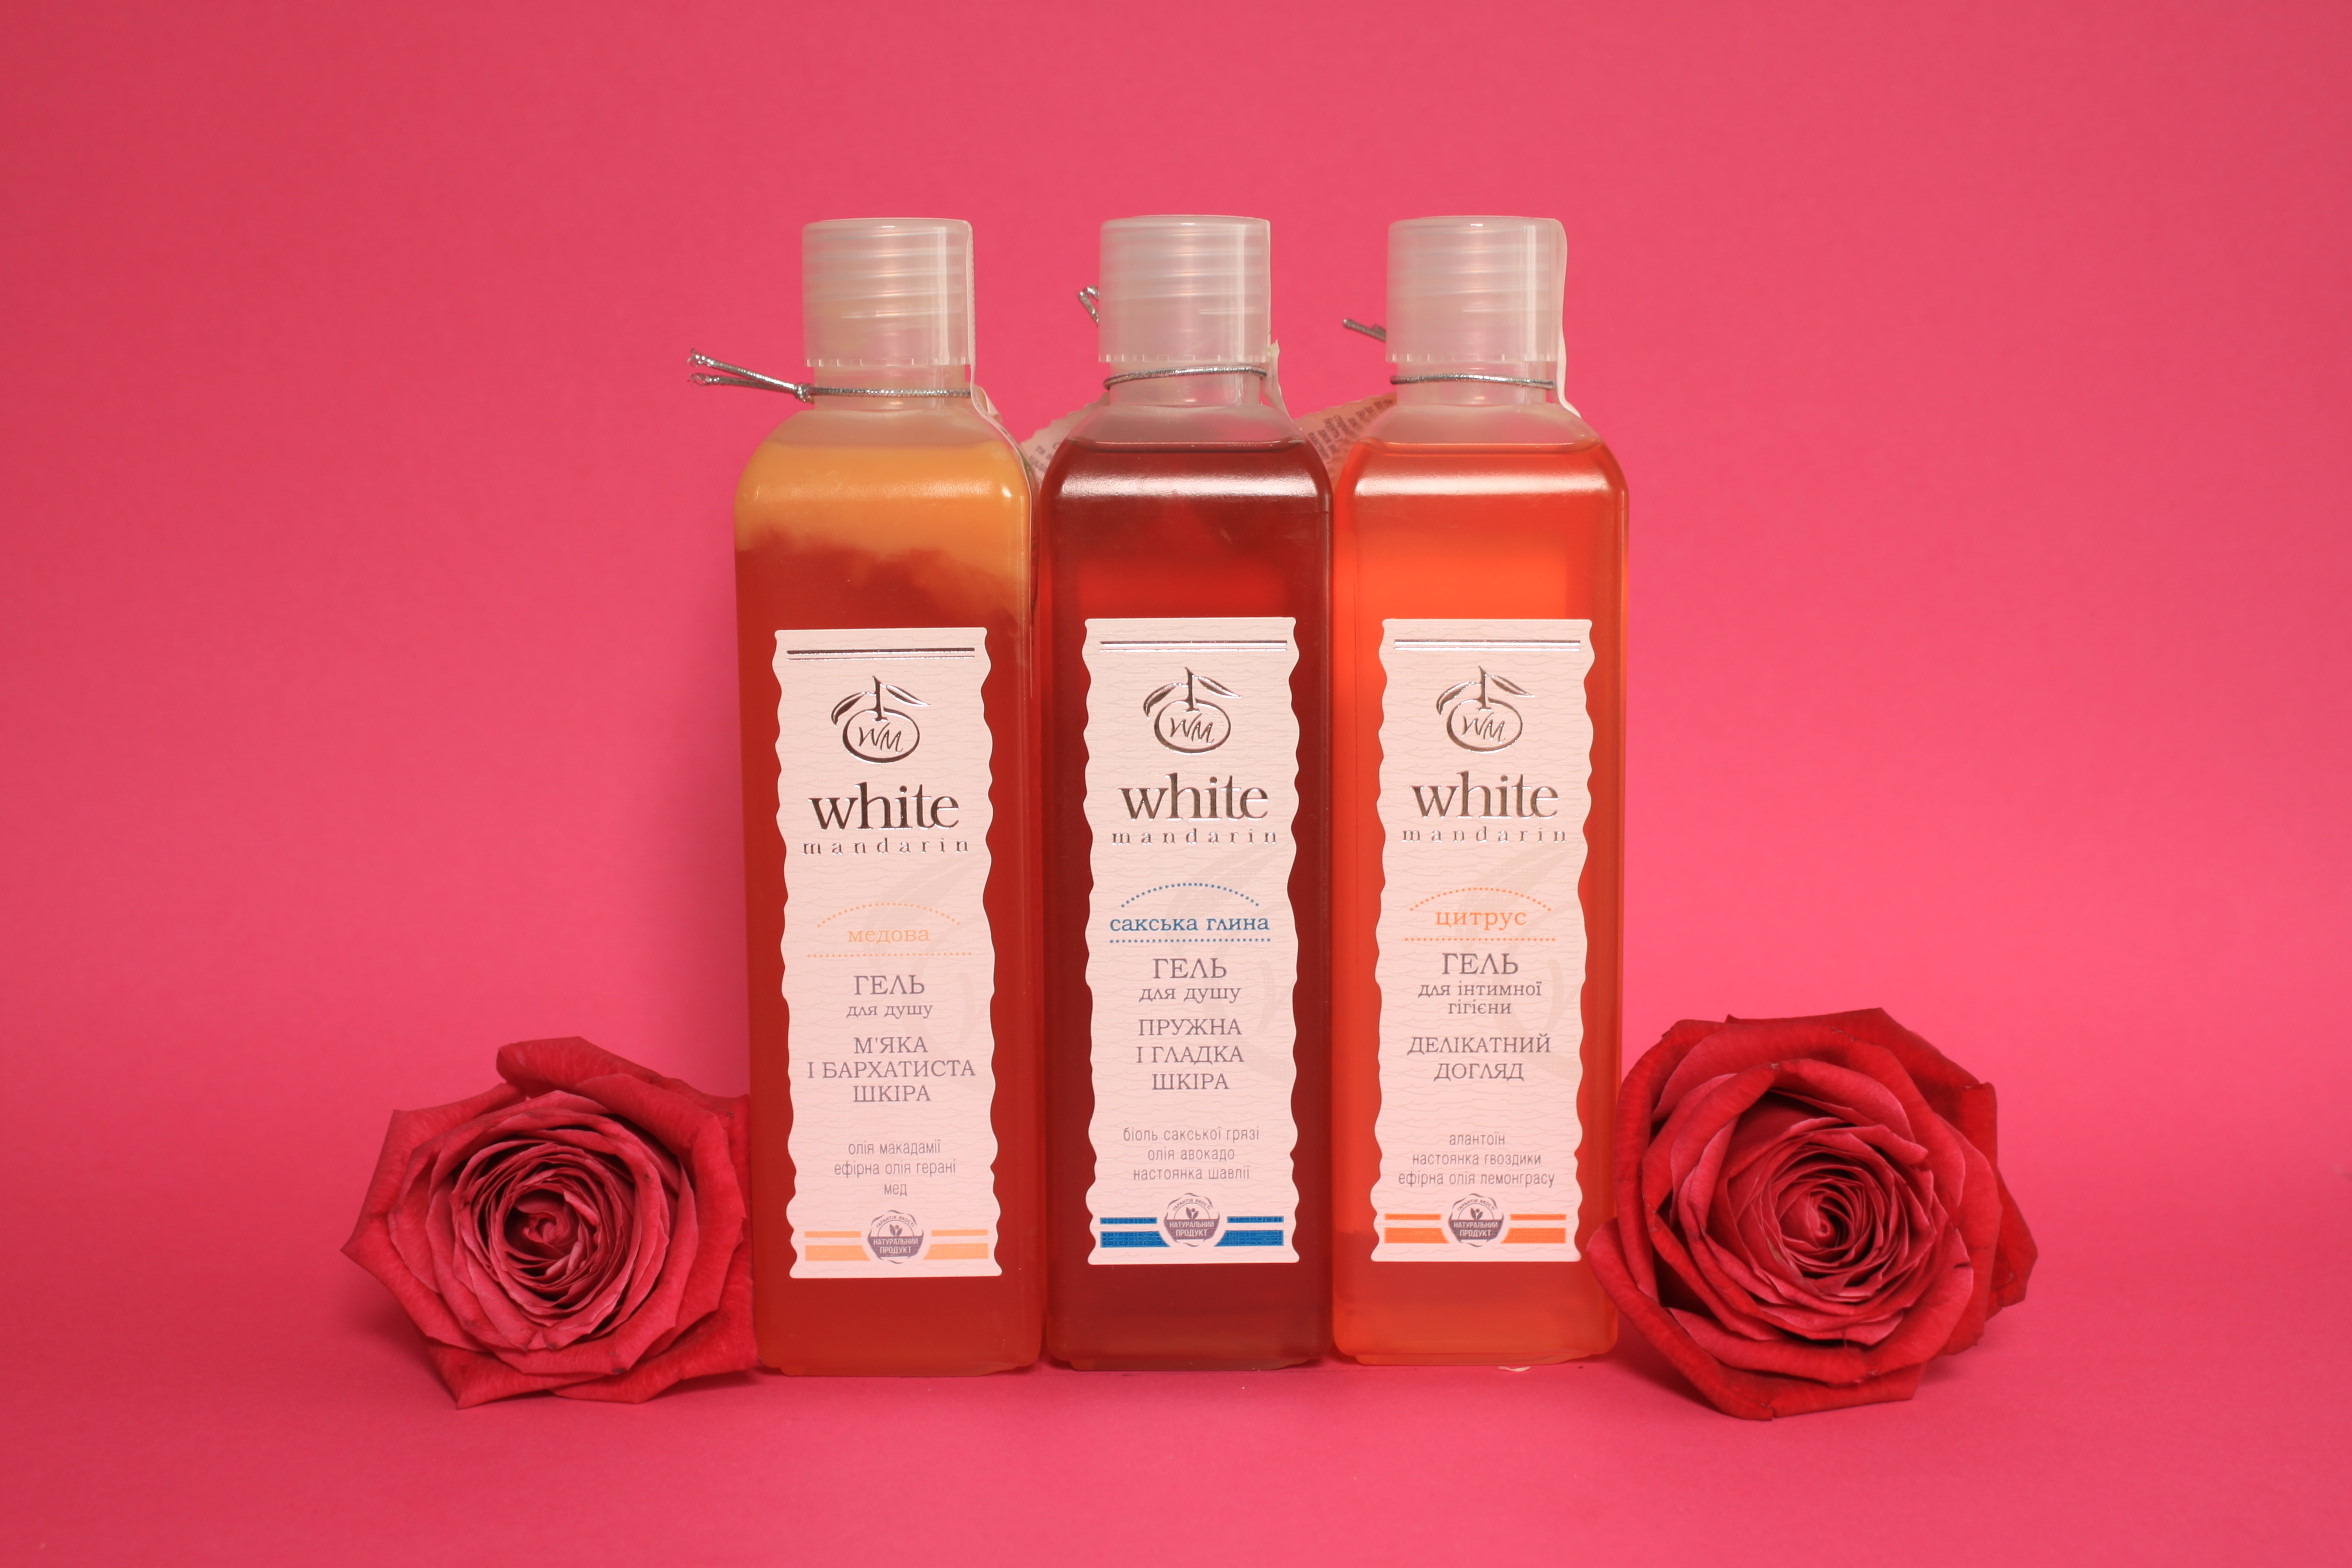 WM
white
mandarin
медова
ГЕЛЬ
для душу
М'ЯКА
І БАРХАТИСТА
ШКІРА
олія макадамії
ефірна олія герані
мед
НАТУРАЛЬНИЙ
ПРОДУКТ
WM
white
mandarin
сакська глина
ГЕЛЬ
для душу
ПРУЖНА
І ГЛАДКА
ШКІРА
біоль сакської грязі
олія авокадо
настоянка шавлії
НАТУРАЛЬНИЙ
ПРОДУКТ
WM
white
mandarin
цитрус
ГЕЛЬ
для інтимної
гігієни
ДЕЛІКАТНИЙ
ДОГЛЯД
алантоїн
настоянка гвоздики
ефірна олія лемонграсу
НАТУРАЛЬНИЙ
ПРОДУКТ